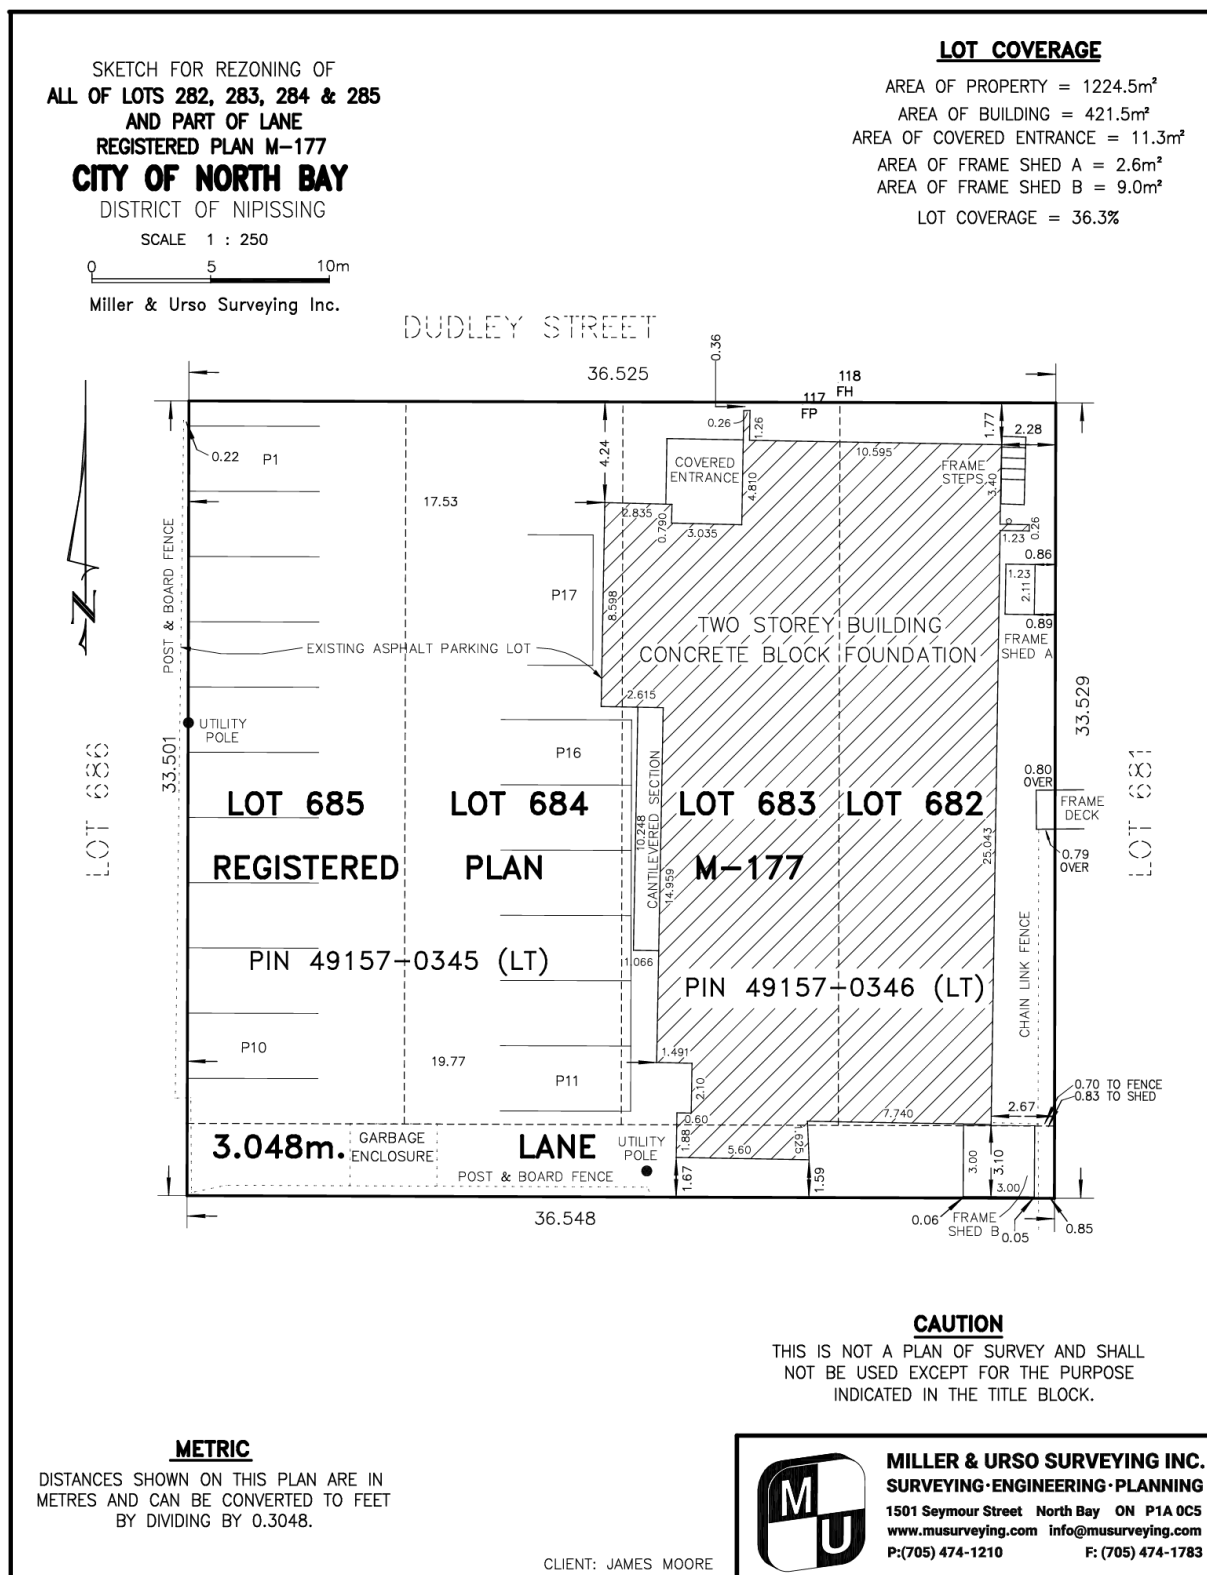 SKETCH FOR REZONING OF
ALL OF LOTS 282, 283, 284 & 285
AND PART OF LANE
REGISTERED PLAN M-177
CITY OF NORTH BAY
DISTRICT OF NIPISSING
SCALE 1 : 250
0 5 10m
Miller & Urso Surveying Inc.
LOT COVERAGE
AREA OF PROPERTY = 1224.5m²
AREA OF BUILDING = 421.5m²
AREA OF COVERED ENTRANCE = 11.3m²
AREA OF FRAME SHED A = 2.6m²
AREA OF FRAME SHED B = 9.0m²
LOT COVERAGE = 36.3%
DUDLEY STREET
0.36
36.525
118
FH
117
FP
0.26
1.26
1.77
2.28
0.22
P1
4.24
10.595
COVERED
ENTRANCE
4.810
FRAME
STEPS
3.40
17.53
2.835
0.790
3.035
0.26
1.23
0.86
POST & BOARD FENCE
N
P17
8.598
1.23
2.11
0.89
TWO STOREY BUILDING
CONCRETE BLOCK FOUNDATION
FRAME
SHED A
EXISTING ASPHALT PARKING LOT
2.615
33.529
UTILITY
POLE
33.501
P16
LOT 686
LOT 681
0.80
OVER
FRAME
DECK
LOT 685
LOT 684
LOT 683
LOT 682
CANTILEVERED SECTION
10.248
14.959
25.043
0.79
OVER
REGISTERED PLAN M-177
PIN 49157-0345 (LT)
1.066
PIN 49157-0346 (LT)
CHAIN LINK FENCE
P10
19.77
1.491
P11
2.10
0.70 TO FENCE
0.83 TO SHED
2.67
7.740
0.60
3.048m.
GARBAGE
ENCLOSURE
LANE
UTILITY
POLE
1.88
5.60
1.625
3.00
3.10
POST & BOARD FENCE
1.67
1.59
3.00
36.548
0.06
FRAME
SHED B
0.05
0.85
CAUTION
THIS IS NOT A PLAN OF SURVEY AND SHALL
NOT BE USED EXCEPT FOR THE PURPOSE
INDICATED IN THE TITLE BLOCK.
METRIC
DISTANCES SHOWN ON THIS PLAN ARE IN
METRES AND CAN BE CONVERTED TO FEET
BY DIVIDING BY 0.3048.
CLIENT: JAMES MOORE
M
U
MILLER & URSO SURVEYING INC.
SURVEYING·ENGINEERING·PLANNING
1501 Seymour Street North Bay ON P1A 0C5
www.musurveying.com info@musurveying.com
P:(705) 474-1210 F: (705) 474-1783